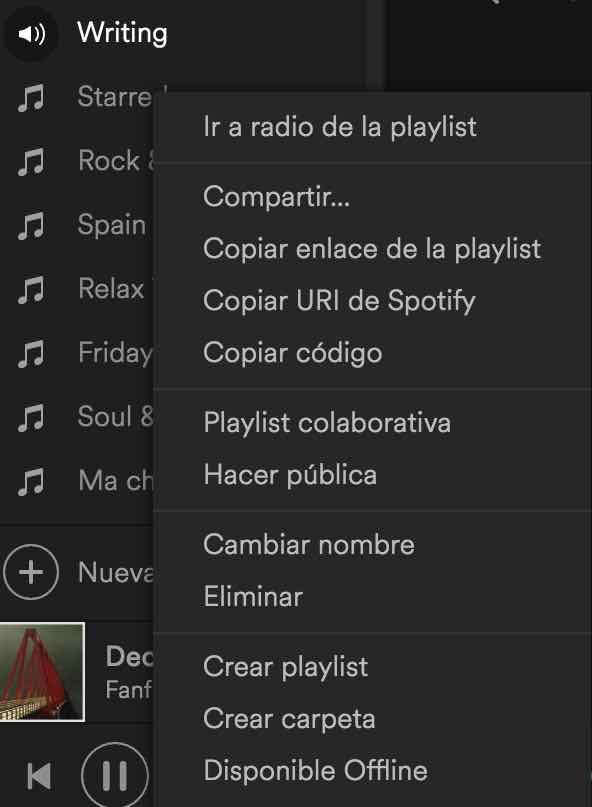 Writing
Starre
Rock &
Spain
Relax
Friday
Soul &
Ma ch
Nueva
Dec
Fanf
Ir a radio de la playlist
Compartir...
Copiar enlace de la playlist
Copiar URI de Spotify
Copiar código
Playlist colaborativa
Hacer pública
Cambiar nombre
Eliminar
Crear playlist
Crear carpeta
Disponible Offline